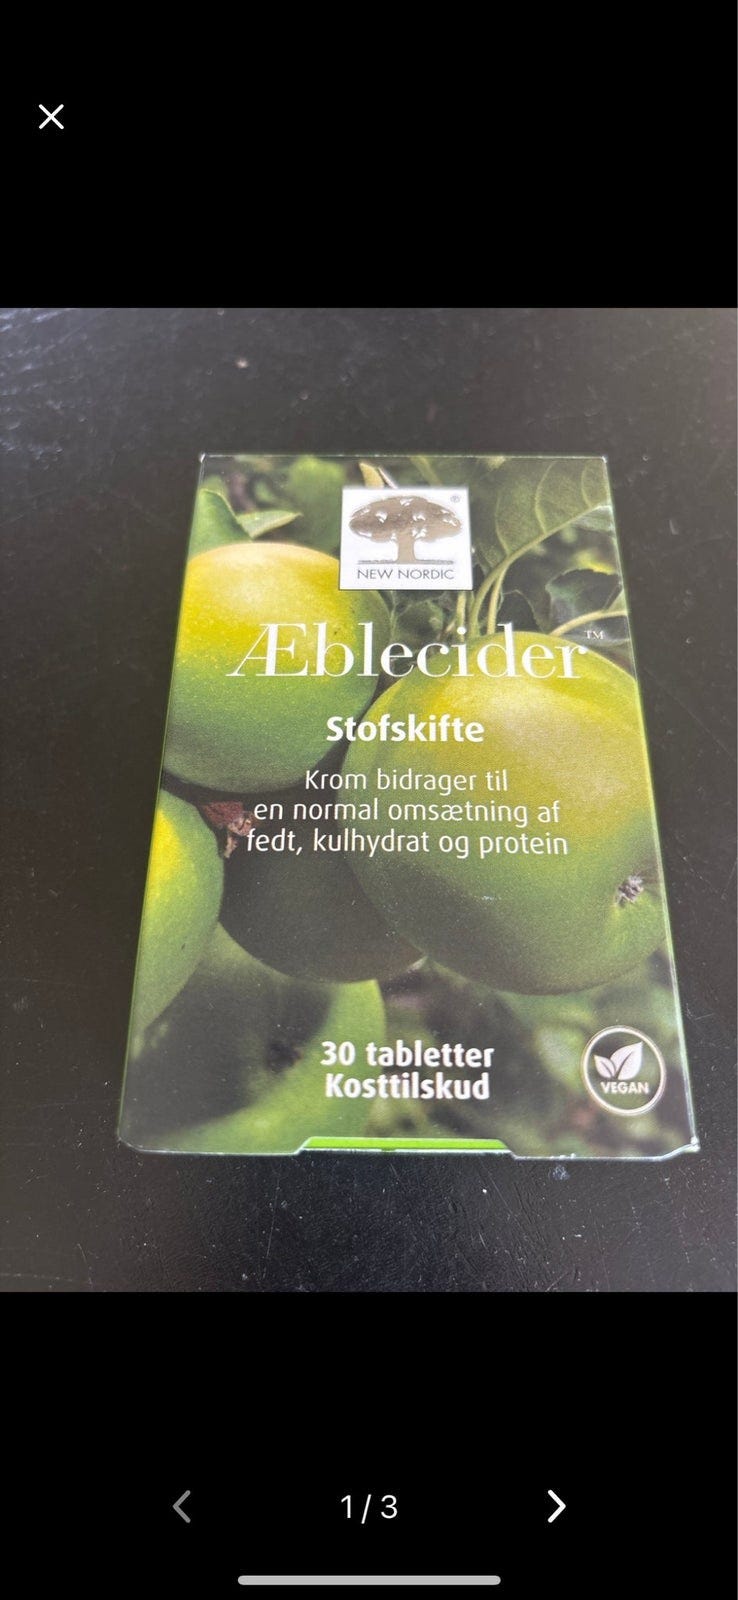 ®
NEW NORDIC
Æblecider™
Stofskifte
Krom bidrager til
en normal omsætning af
fedt, kulhydrat og protein
30 tabletter
Kosttilskud
VEGAN
1 / 3